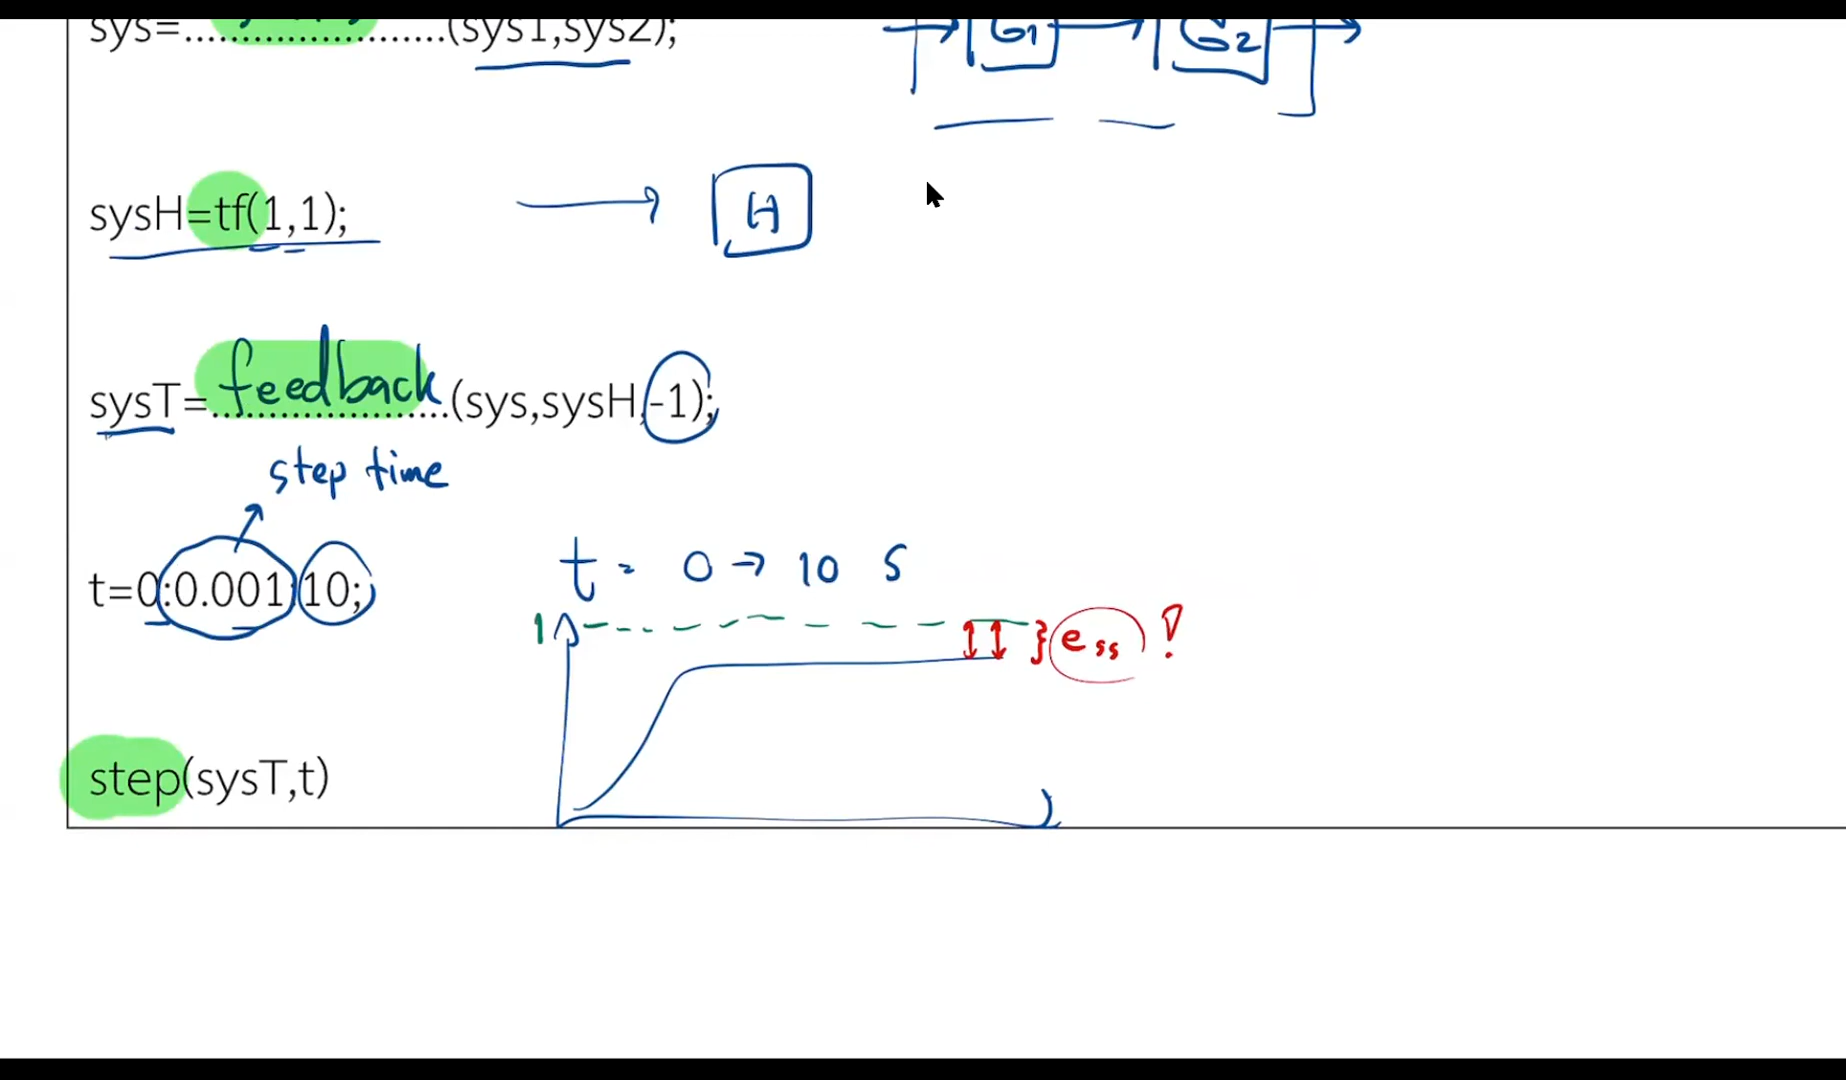 sys=..........................(sys1,sys2);
G1 G2
sysH=tf(1,1);
H
sysT=feedback(sys,sysH,-1);
step time
t=0:0.001:10;
t = 0 → 10 s
1
ess ?
step(sysT,t)